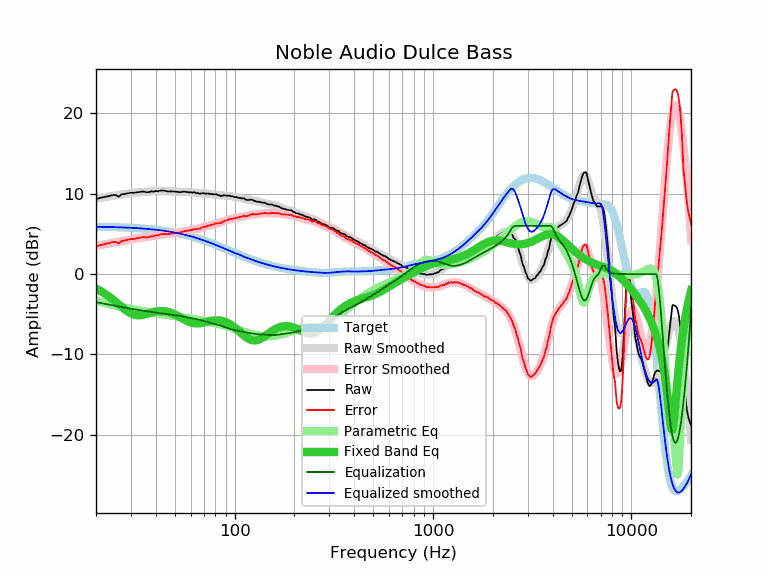 Noble Audio Dulce Bass
20
10
0
−10
−20
Amplitude (dBr)
Target
Raw Smoothed
Error Smoothed
Raw
Error
Parametric Eq
Fixed Band Eq
Equalization
Equalized smoothed
100 1000 10000
Frequency (Hz)